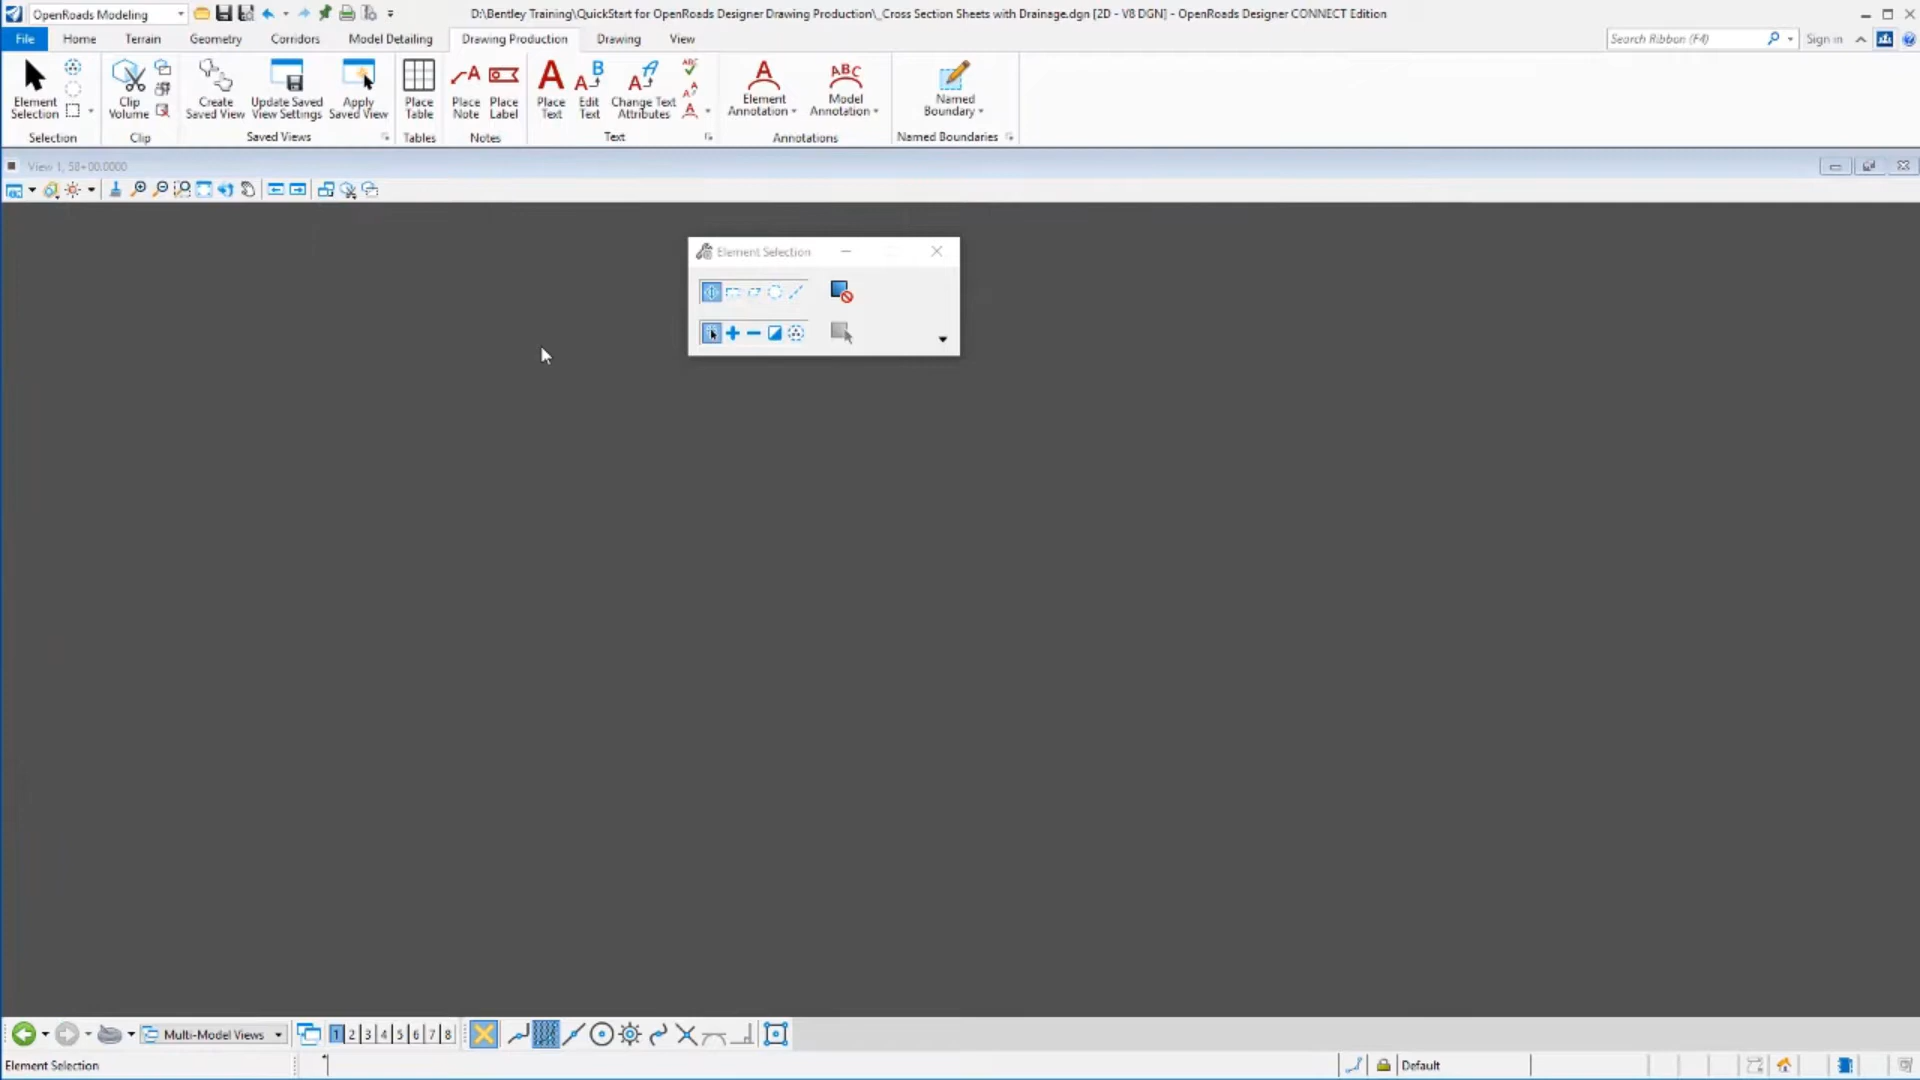 OpenRoads Modeling
D:\Bentley Training\QuickStart for OpenRoads Designer Drawing Production\_Cross Section Sheets with Drainage.dgn [2D - V8 DGN] - OpenRoads Designer CONNECT Edition
File Home Terrain Geometry Corridors Model Detailing Drawing Production Drawing View
Search Ribbon (F4)
Sign in
Element Selection
Clip Volume
Create Saved View
Update Saved View Settings
Apply Saved View
Place Table
Place Note
Place Label
Place Text
Edit Text
Change Text Attributes
Element Annotation
Model Annotation
Named Boundary
Selection Clip Saved Views Tables Notes Text Annotations Named Boundaries
View 1, 58+00.0000
Element Selection
Multi-Model Views
1 2 3 4 5 6 7 8
Element Selection
Default